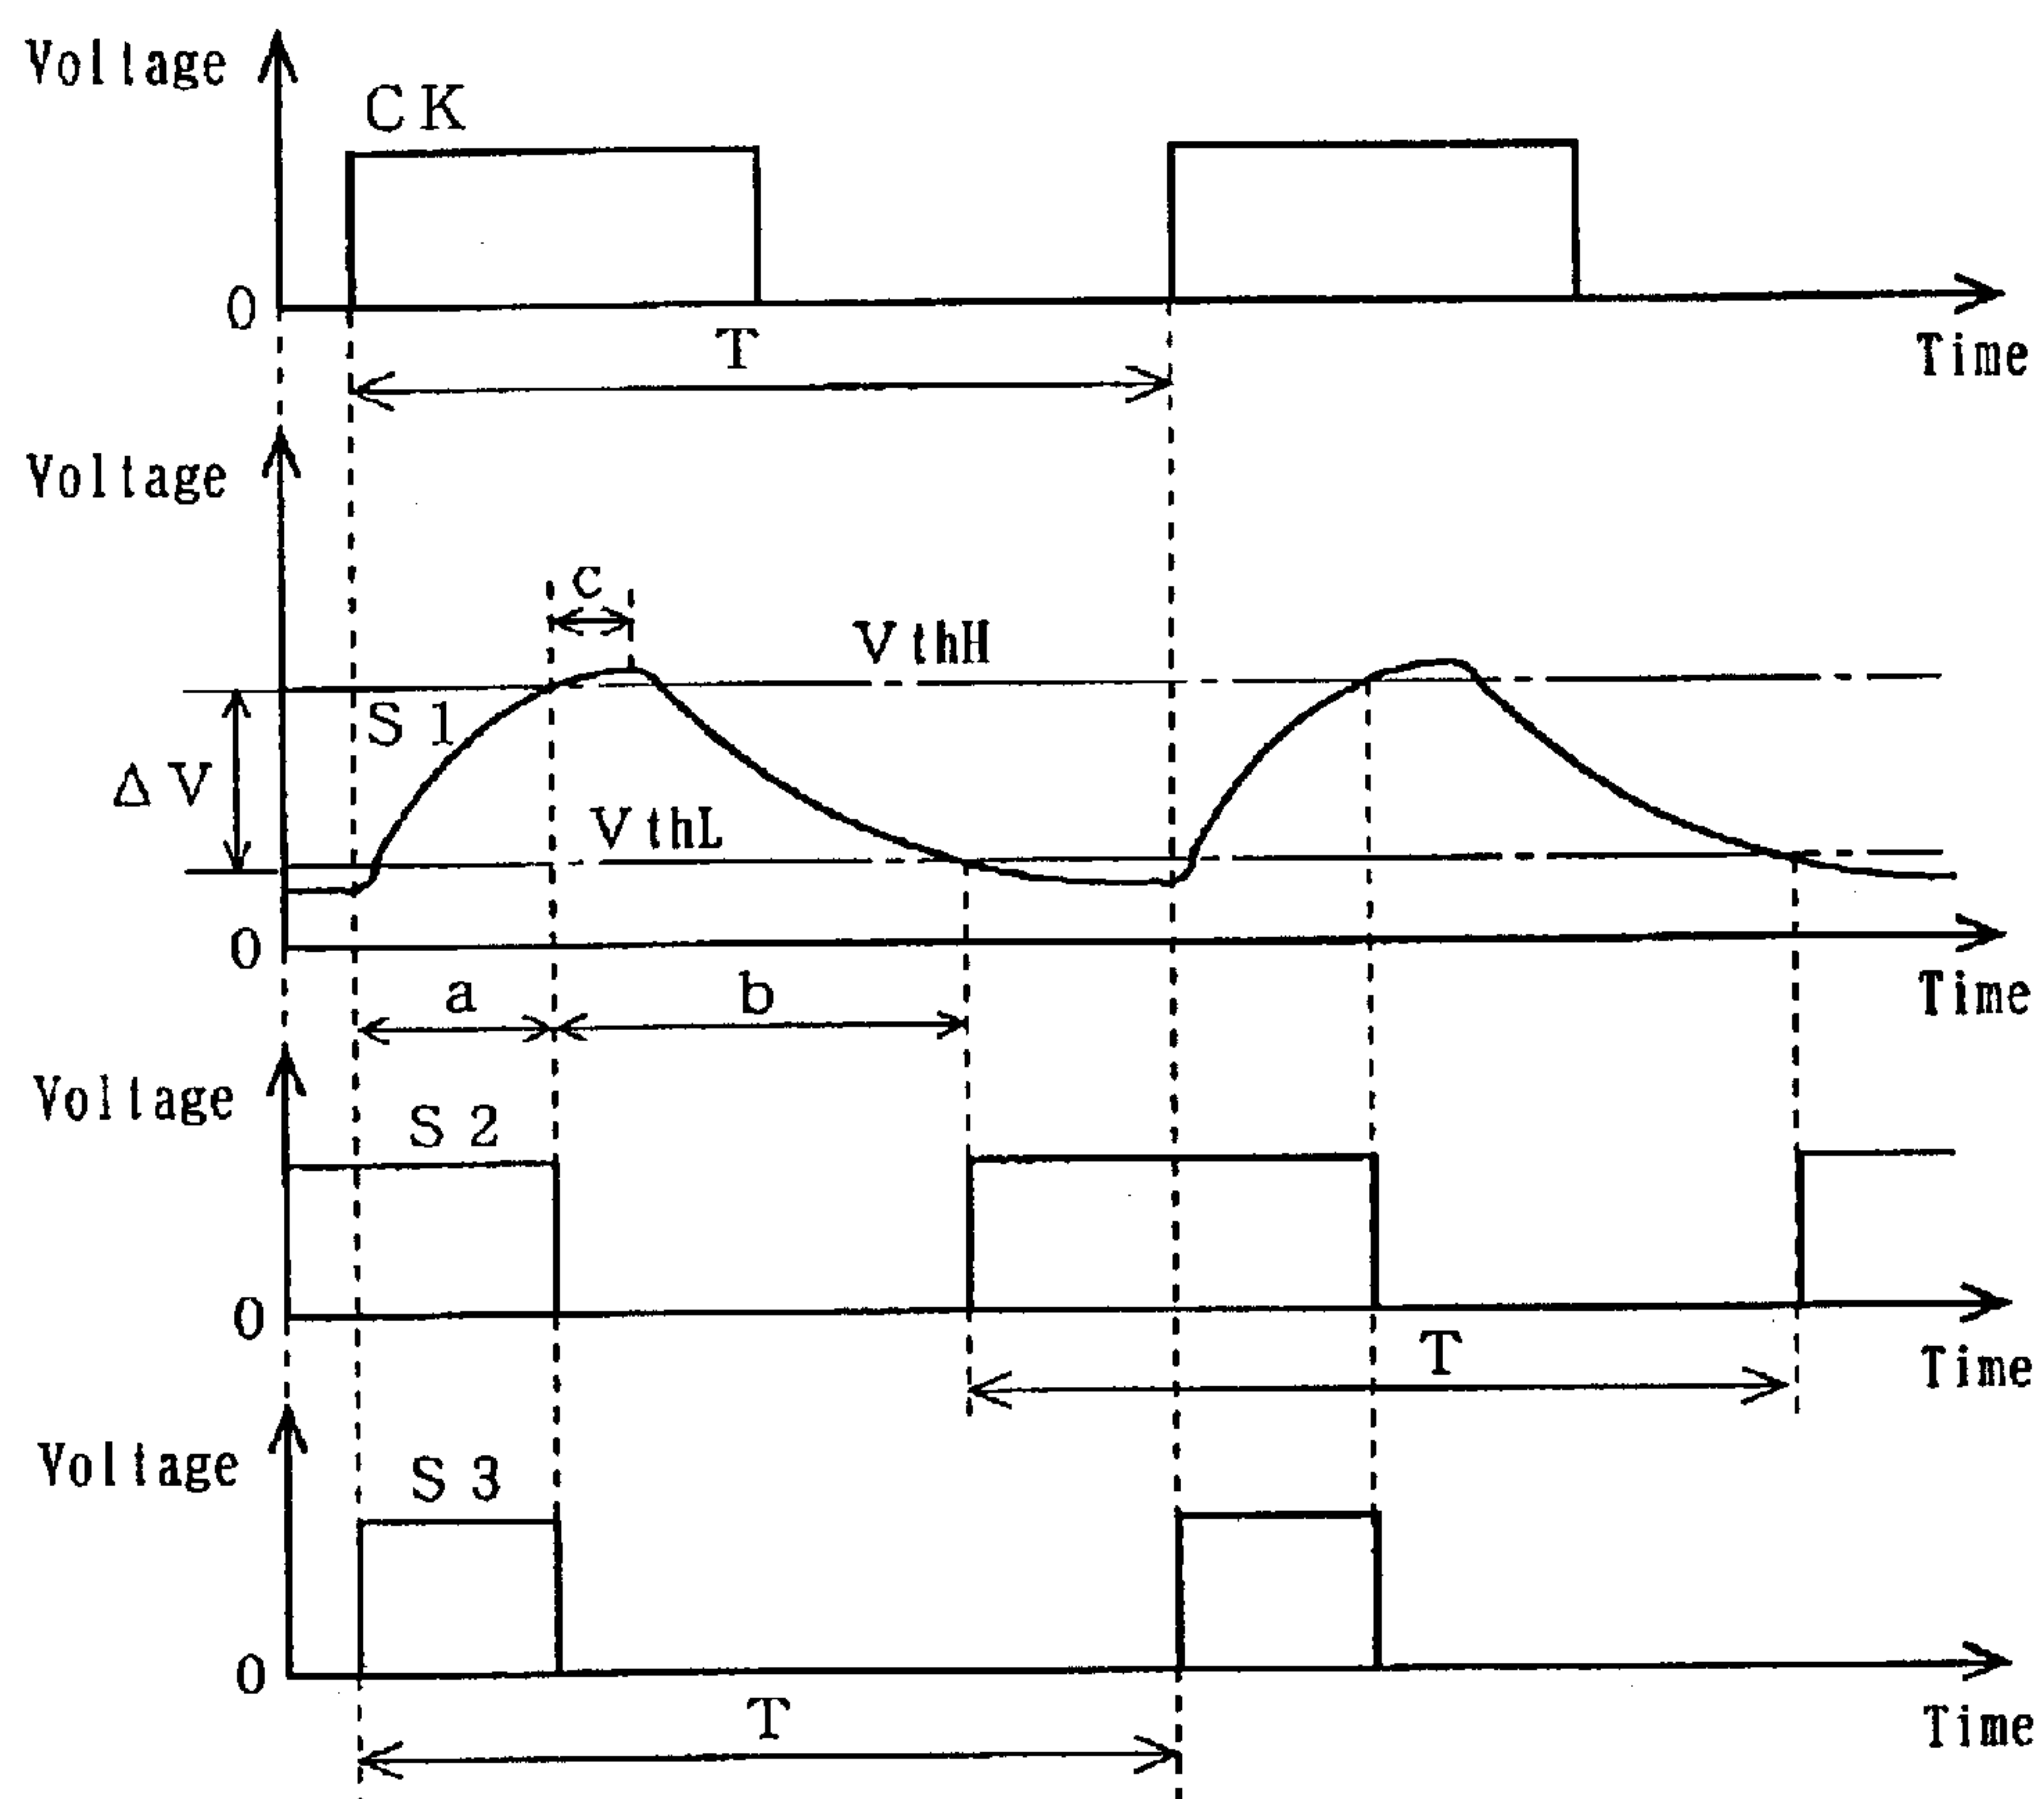 Voltage
CK
0
T
Time
Voltage
c
VthH
S1
ΔV
VthL
0
Time
a
b
Voltage
S2
0
T
Time
Voltage
S3
0
T
Time